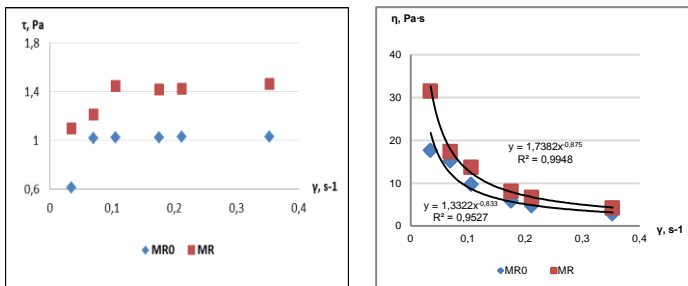 τ, Pa
1,8
1,4
1
0,6
0
0,1
0,2
0,3
0,4
γ, s-1
MR0
MR
η, Pa·s
40
30
20
10
0
0
0,1
0,2
0,3
0,4
γ, s-1
y = 1,7382x-0,875
R² = 0,9948
y = 1,3322x-0,833
R² = 0,9527
MR0
MR